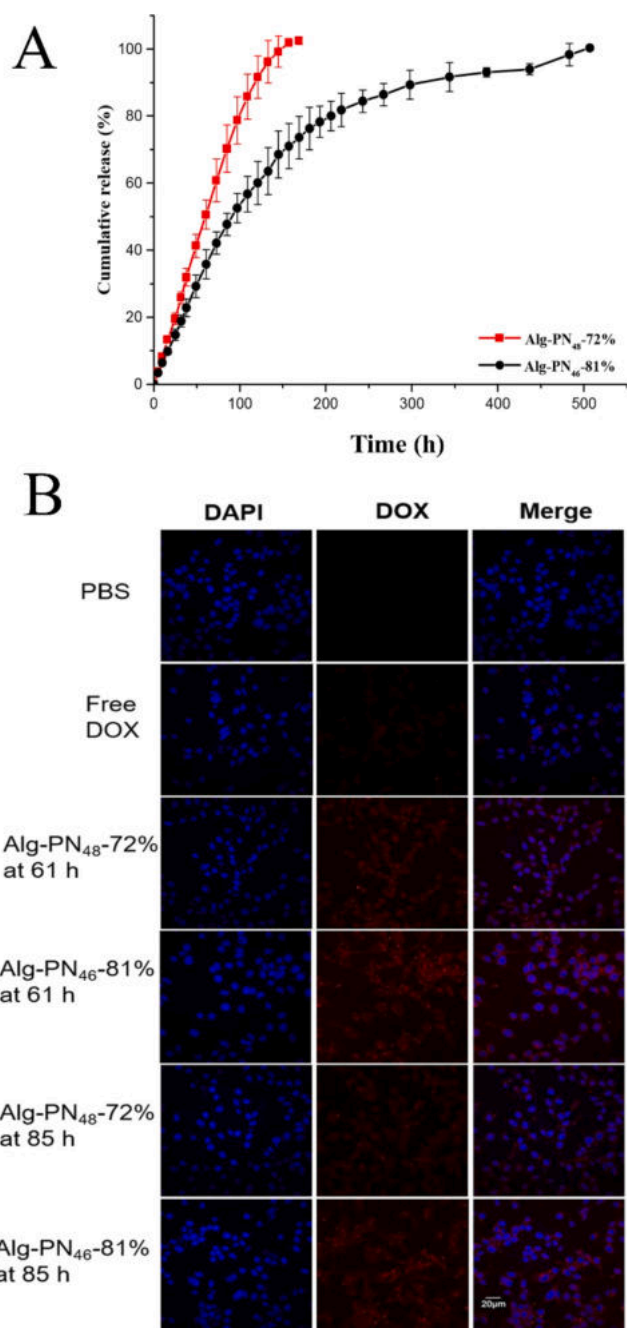 A
100
80
60
40
20
0
Cumulative release (%)
Alg-PN₄₈-72%
Alg-PN₄₆-81%
0 100 200 300 400 500
Time (h)
B
DAPI DOX Merge
PBS
Free
DOX
Alg-PN₄₈-72%
at 61 h
Alg-PN₄₆-81%
at 61 h
Alg-PN₄₈-72%
at 85 h
Alg-PN₄₆-81%
at 85 h
20µm